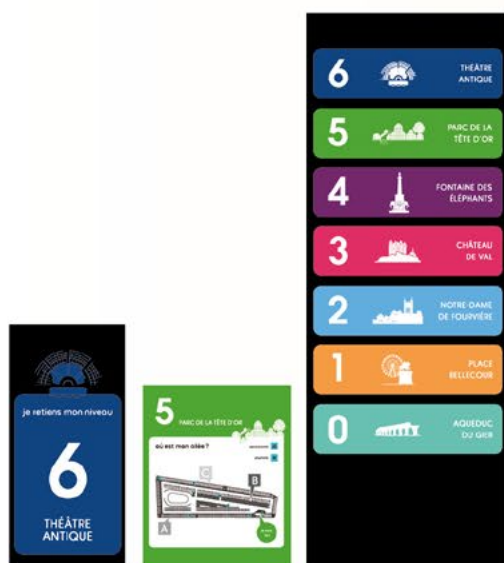 6
THÉÂTRE
ANTIQUE
5
PARC DE LA
TÊTE D'OR
4
FONTAINE DES
ÉLÉPHANTS
3
CHÂTEAU
DE VAL
2
NOTRE-DAME
DE FOURVIÈRE
1
PLACE
BELLECOUR
0
AQUEDUC
DU GIER
je retiens mon niveau
6
THÉÂTRE
ANTIQUE
5
PARC DE LA TÊTE D'OR
où est mon allée ?
C
B
A